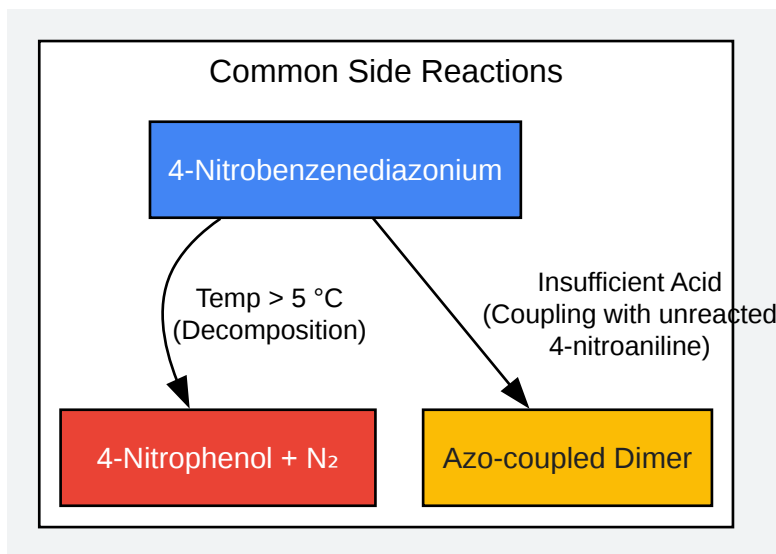 Common Side Reactions
4-Nitrobenzenediazonium
Temp > 5 °C
(Decomposition)
Insufficient Acid
(Coupling with unreacted
4-nitroaniline)
4-Nitrophenol + N₂
Azo-coupled Dimer